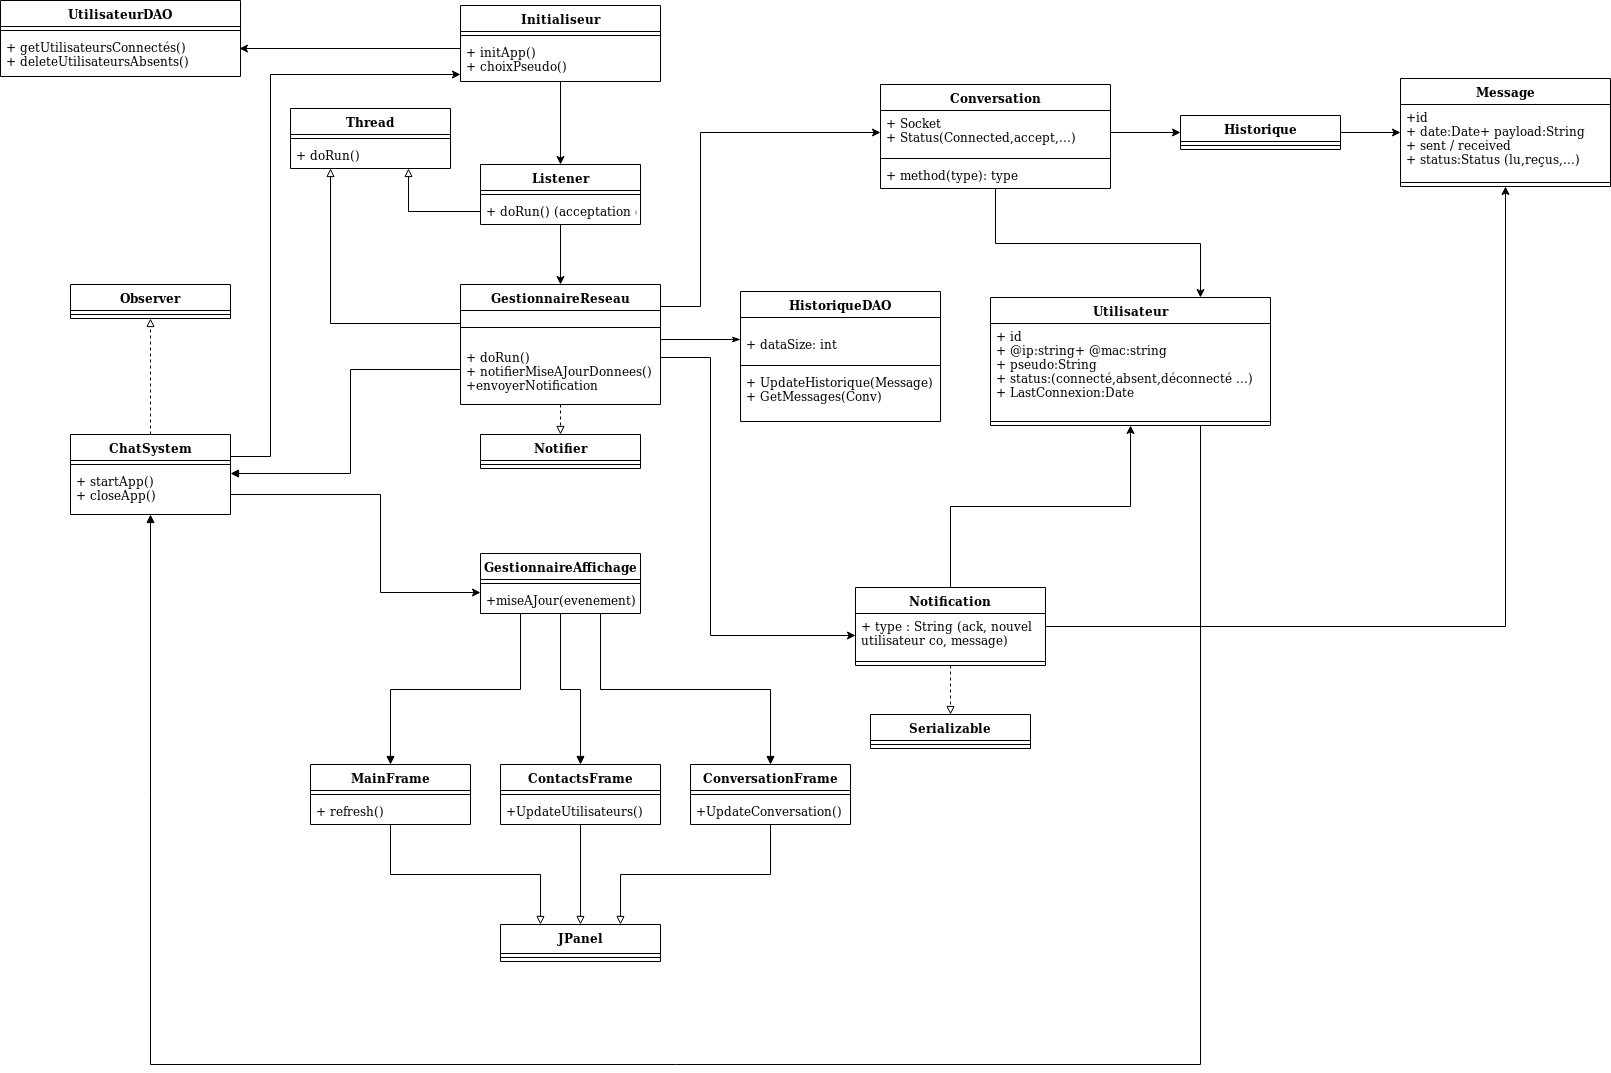 UtilisateurDAO
+ getUtilisateursConnectés()
+ deleteUtilisateursAbsents()
Initialiseur
+ initApp()
+ choixPseudo()
Thread
+ doRun()
Listener
+ doRun() (acceptation
Conversation
+ Socket
+ Status(Connected,accept,...)
+ method(type): type
Historique
Message
+id
+ date:Date+ payload:String
+ sent / received
+ status:Status (lu,reçus,...)
Observer
GestionnaireReseau
+ doRun()
+ notifierMiseAJourDonnees()
+envoyerNotification
HistoriqueDAO
+ dataSize: int
+ UpdateHistorique(Message)
+ GetMessages(Conv)
Utilisateur
+ id
+ @ip:string+ @mac:string
+ pseudo:String
+ status:(connecté,absent,déconnecté ...)
+ LastConnexion:Date
ChatSystem
+ startApp()
+ closeApp()
Notifier
GestionnaireAffichage
+miseAJour(evenement)
Notification
+ type : String (ack, nouvel
utilisateur co, message)
Serializable
MainFrame
+ refresh()
ContactsFrame
+UpdateUtilisateurs()
ConversationFrame
+UpdateConversation()
JPanel